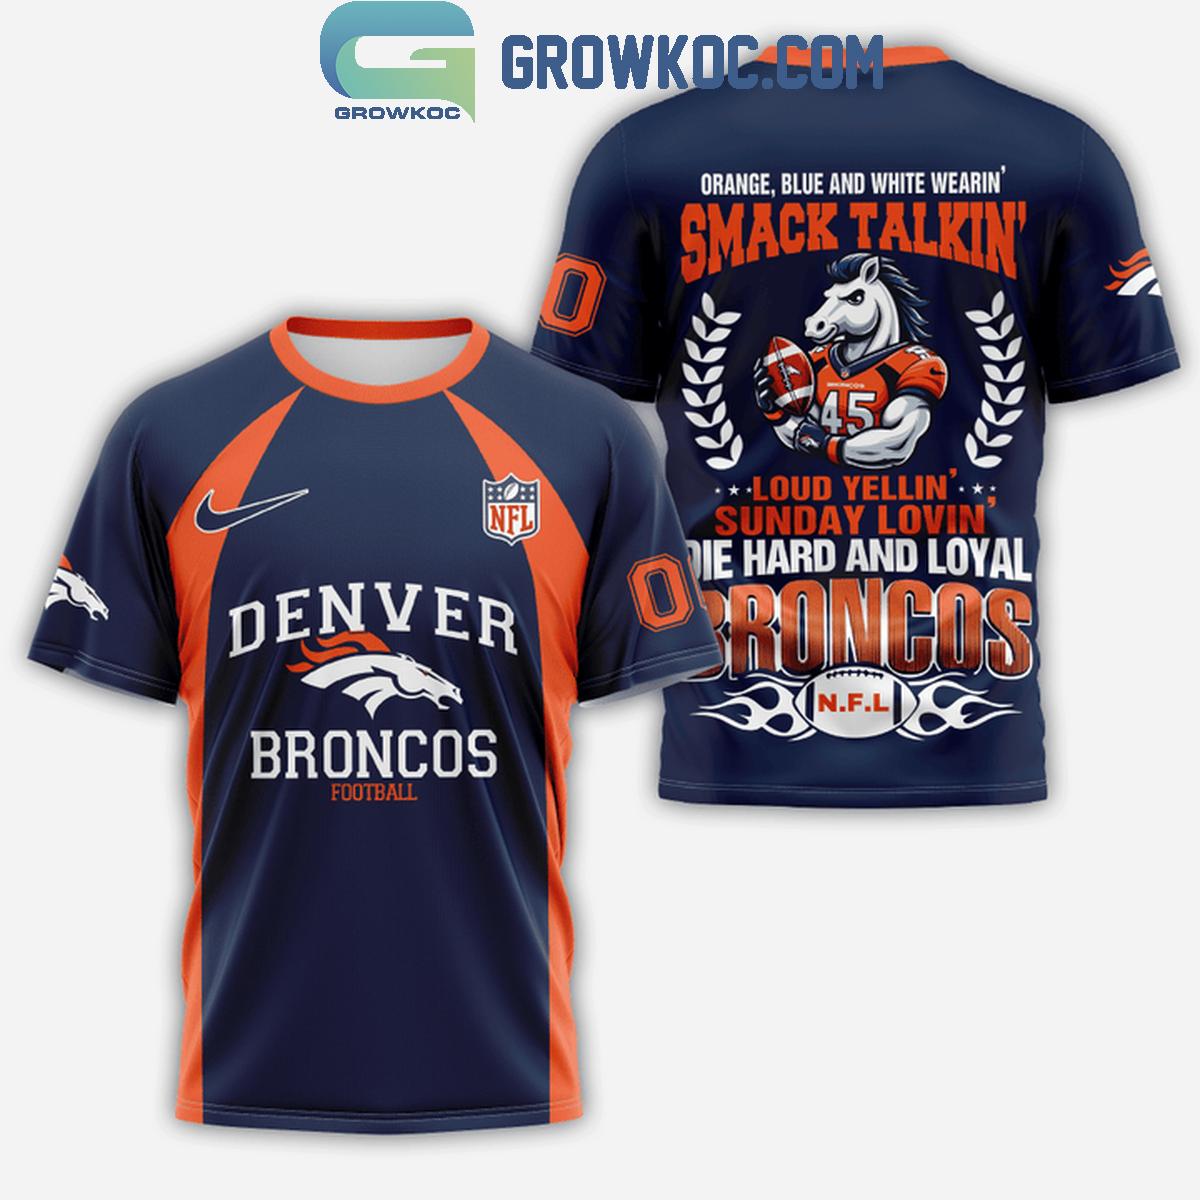 GROWKOC
GROWKOC.COM
ORANGE, BLUE AND WHITE WEARIN'
SMACK TALKIN'
BRONCOS
45
LOUD YELLIN'
SUNDAY LOVIN'
DIE HARD AND LOYAL
BRONCOS
N.F.L
O
NFL
DENVER
BRONCOS
FOOTBALL
O